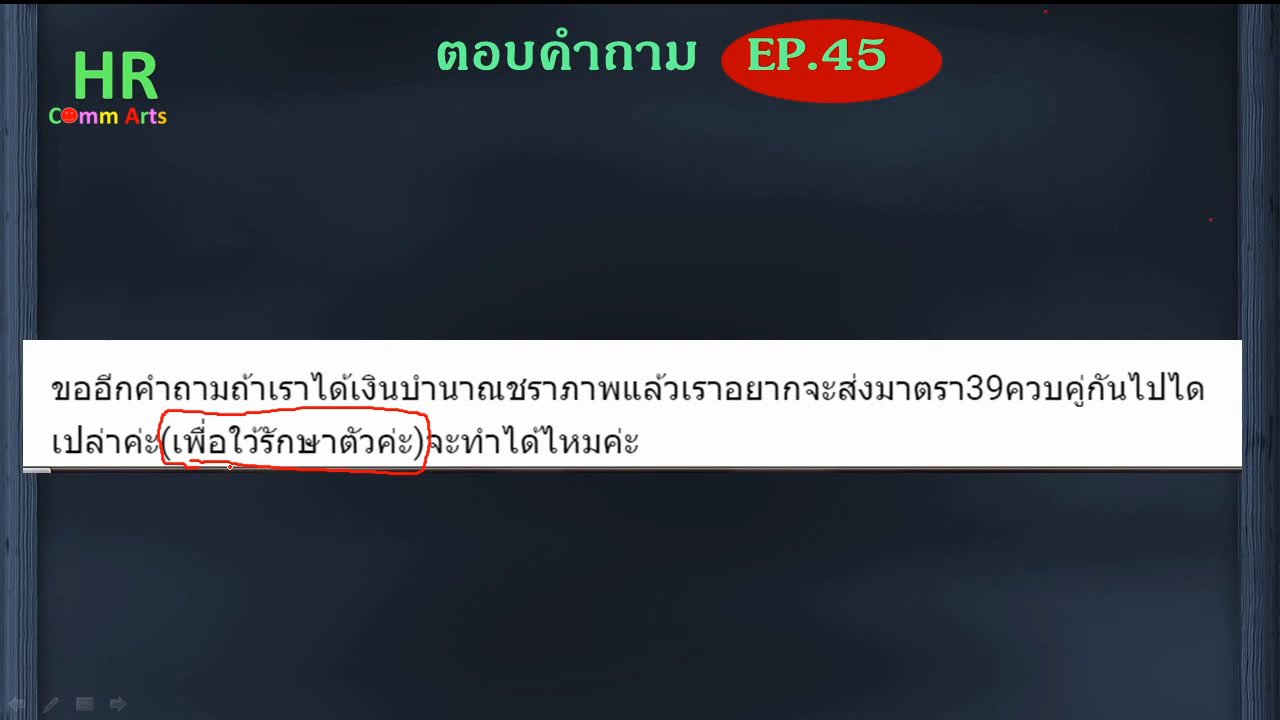 HR
Comm Arts
ตอบคำถาม EP.45
ขออีกคำถามถ้าเราได้เงินบำนาณชราภาพแล้วเราอยากจะส่งมาตรา39ควบคู่กันไปได
เปล่าค่ะ(เพื่อใว้รักษาตัวค่ะ)จะทำได้ไหมค่ะ